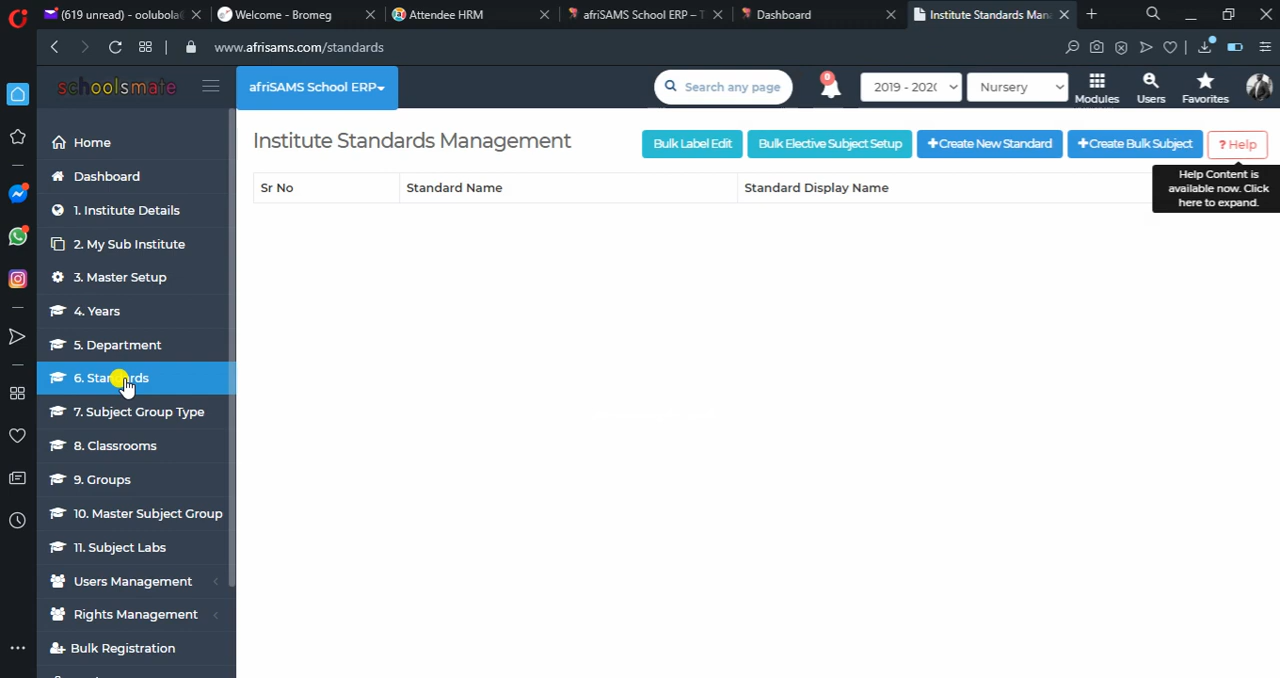 (619 unread) - oolubola
Welcome - Bromeg
Attendee HRM
afriSAMS School ERP – T
Dashboard
Institute Standards Man
www.afrisams.com/standards
schoolsmate
afriSAMS School ERP
Search any page
0
2019 - 202(
Nursery
Modules
Users
Favorites
Home
Dashboard
1. Institute Details
2. My Sub Institute
3. Master Setup
4. Years
5. Department
6. Standards
7. Subject Group Type
8. Classrooms
9. Groups
10. Master Subject Group
11. Subject Labs
Users Management
Rights Management
Bulk Registration
Institute Standards Management
Bulk Label Edit
Bulk Elective Subject Setup
+Create New Standard
+Create Bulk Subject
? Help
Help Content is
available now. Click
here to expand.
Sr No
Standard Name
Standard Display Name